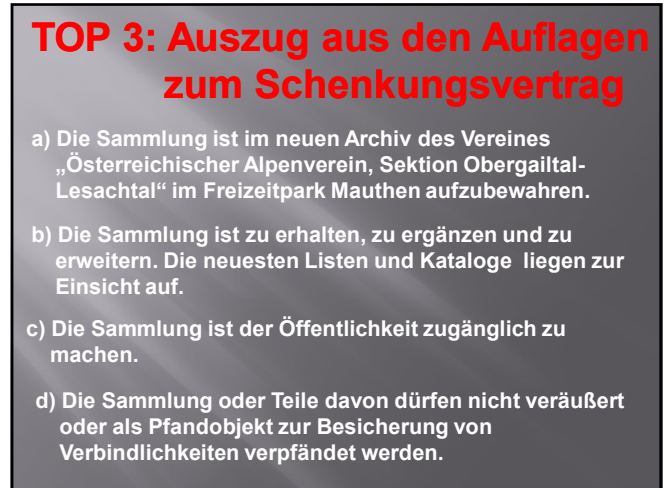 TOP 3: Auszug aus den Auflagen
zum Schenkungsvertrag
a) Die Sammlung ist im neuen Archiv des Vereines
„Österreichischer Alpenverein, Sektion Obergailtal-
Lesachtal“ im Freizeitpark Mauthen aufzubewahren.
b) Die Sammlung ist zu erhalten, zu ergänzen und zu
erweitern. Die neuesten Listen und Kataloge liegen zur
Einsicht auf.
c) Die Sammlung ist der Öffentlichkeit zugänglich zu
machen.
d) Die Sammlung oder Teile davon dürfen nicht veräußert
oder als Pfandobjekt zur Besicherung von
Verbindlichkeiten verpfändet werden.